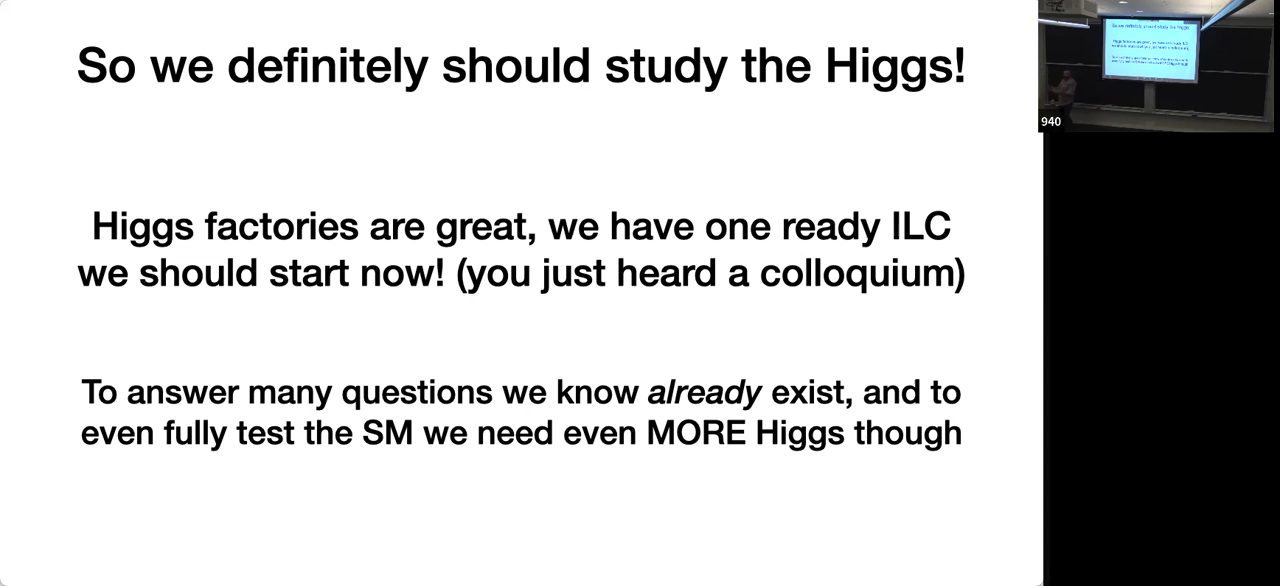 So we definitely should study the Higgs!
Higgs factories are great, we have one ready ILC
we should start now! (you just heard a colloquium)
To answer many questions we know already exist, and to
even fully test the SM we need even MORE Higgs though
940